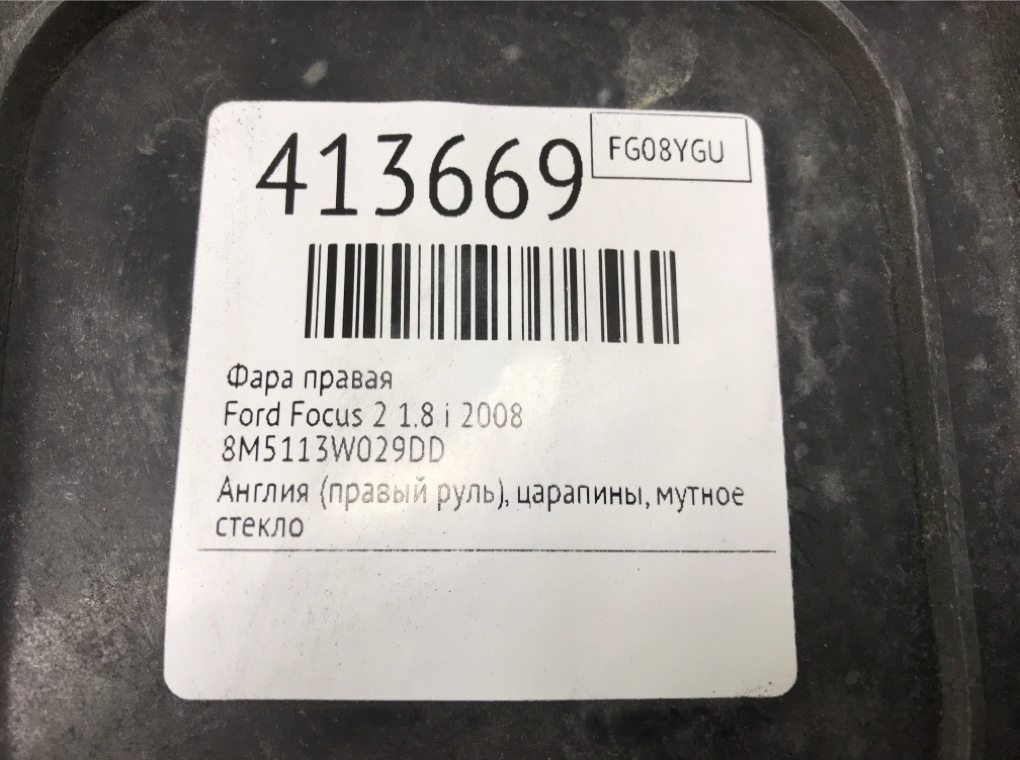 413669
FG08YGU
Фара правая
Ford Focus 2 1.8 i 2008
8M5113W029DD
Англия (правый руль), царапины, мутное
стекло